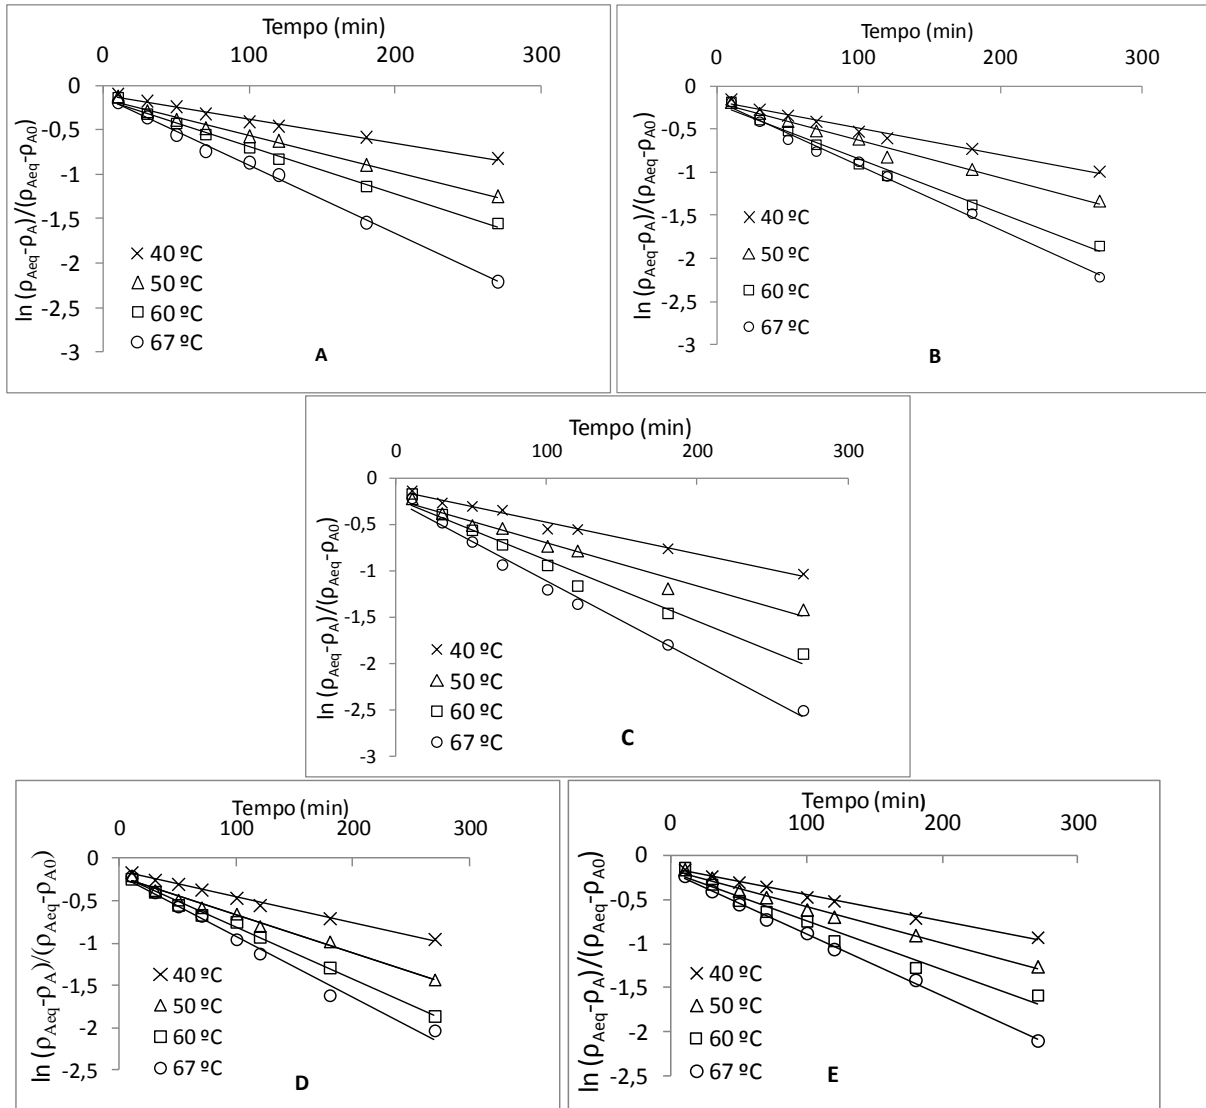 Tempo (min)
0 100 200 300
0
-0,5
-1
-1,5
-2
-2,5
-3
ln (ρAeq-ρA)/(ρAeq-ρA0)
40 ºC
50 ºC
60 ºC
67 ºC
A
Tempo (min)
0 100 200 300
0
-0,5
-1
-1,5
-2
-2,5
-3
ln (ρAeq-ρA)/(ρAeq-ρA0)
40 ºC
50 ºC
60 ºC
67 ºC
B
Tempo (min)
0 100 200 300
0
-0,5
-1
-1,5
-2
-2,5
-3
ln (ρAeq-ρA)/(ρAeq-ρA0)
40 ºC
50 ºC
60 ºC
67 ºC
C
Tempo (min)
0 100 200 300
0
-0,5
-1
-1,5
-2
-2,5
ln (ρAeq-ρA)/(ρAeq-ρA0)
40 ºC
50 ºC
60 ºC
67 ºC
D
Tempo (min)
0 100 200 300
0
-0,5
-1
-1,5
-2
-2,5
ln (ρAeq-ρA)/(ρAeq-ρA0)
40 ºC
50 ºC
60 ºC
67 ºC
E